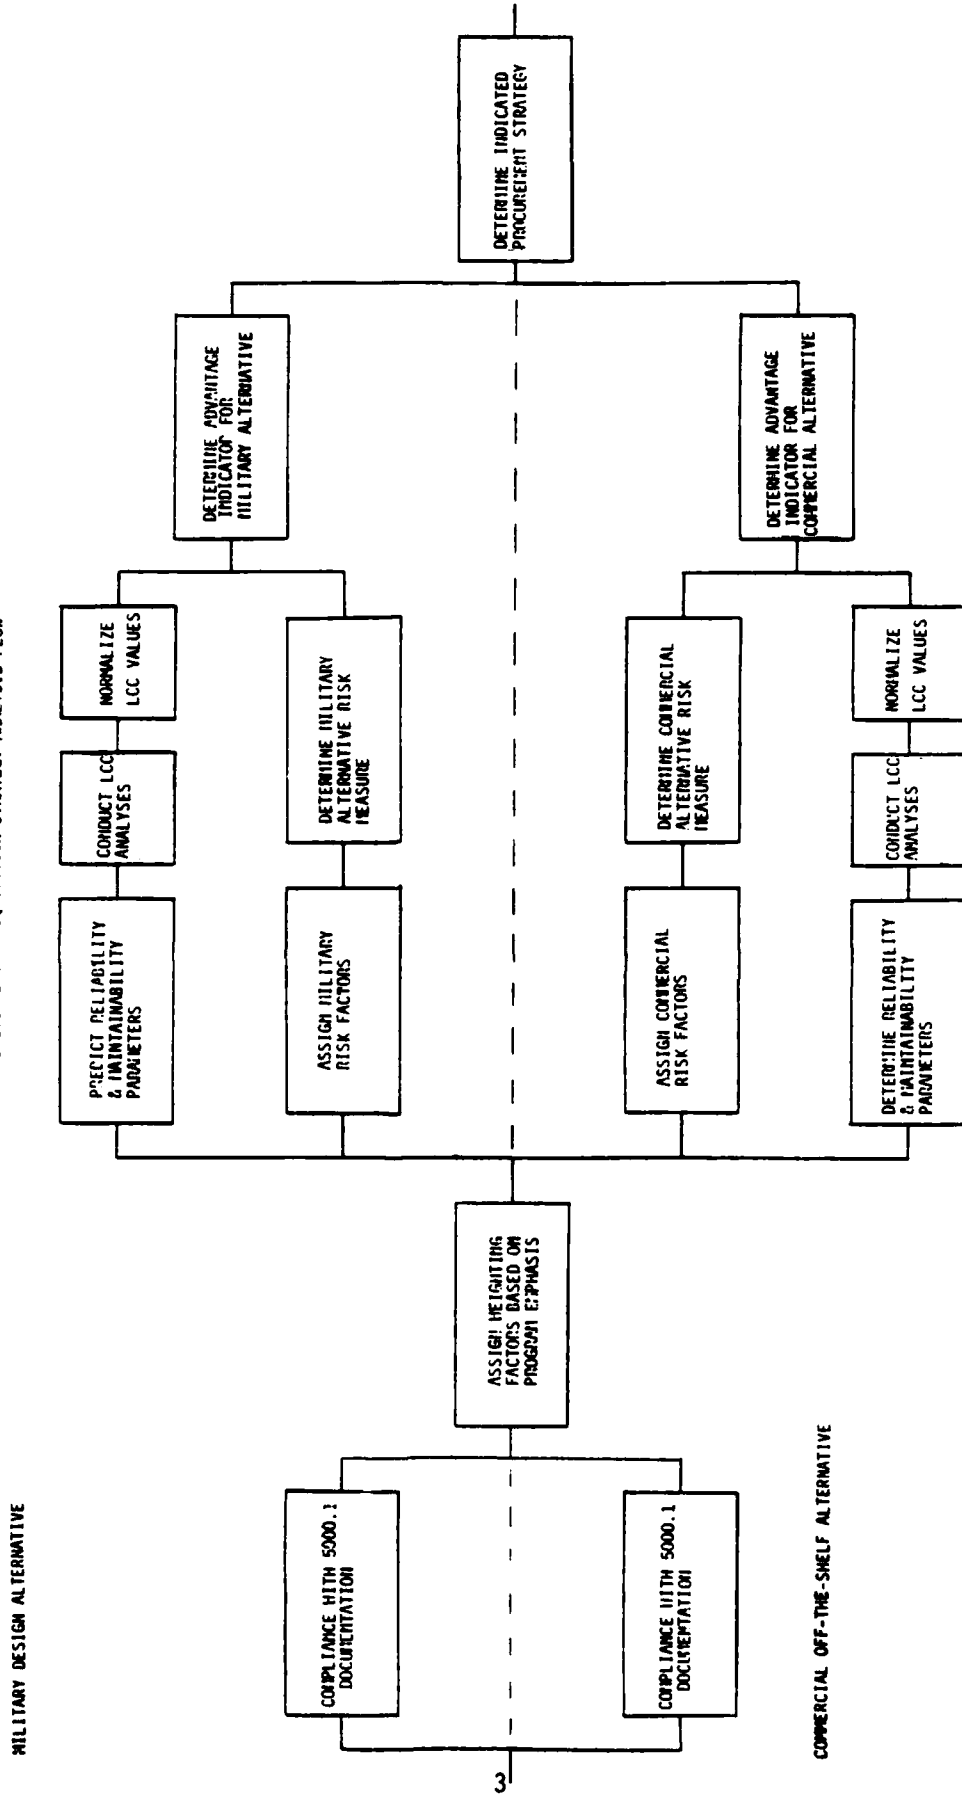 MILITARY DESIGN ALTERNATIVE
COMPLIANCE WITH 5000.1
DOCUMENTATION
COMPLIANCE WITH 5000.1
DOCUMENTATION
COMMERCIAL OFF-THE-SHELF ALTERNATIVE
ASSIGN WEIGHTING
FACTORS BASED ON
PROGRAM EMPHASIS
PREDICT RELIABILITY
& MAINTAINABILITY
PARAMETERS
CONDUCT LCC
ANALYSES
NORMALIZE
LCC VALUES
ASSIGN MILITARY
RISK FACTORS
DETERMINE MILITARY
ALTERNATIVE RISK
MEASURE
DETERMINE ADVANTAGE
INDICATOR FOR
MILITARY ALTERNATIVE
ASSIGN COMMERCIAL
RISK FACTORS
DETERMINE COMMERCIAL
ALTERNATIVE RISK
MEASURE
DETERMINE RELIABILITY
& MAINTAINABILITY
PARAMETERS
CONDUCT LCC
ANALYSES
NORMALIZE
LCC VALUES
DETERMINE ADVANTAGE
INDICATOR FOR
COMMERCIAL ALTERNATIVE
DETERMINE INDICATED
PROCUREMENT STRATEGY
3